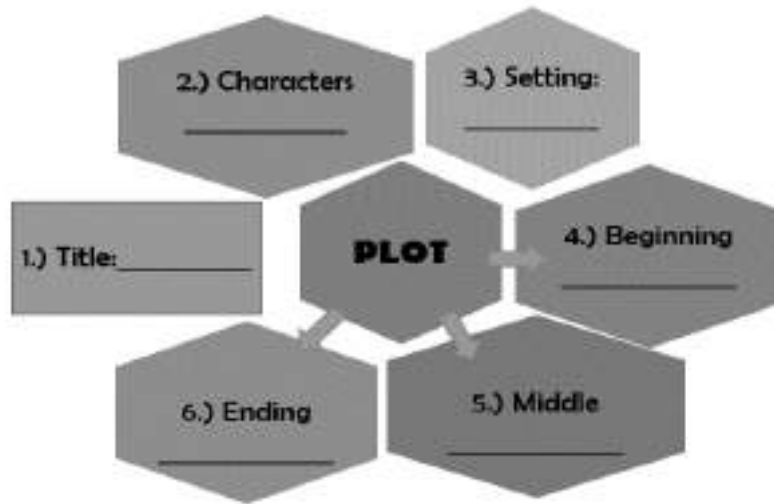 2.) Characters
3.) Setting:
1.) Title:
PLOT
4.) Beginning
5.) Middle
6.) Ending